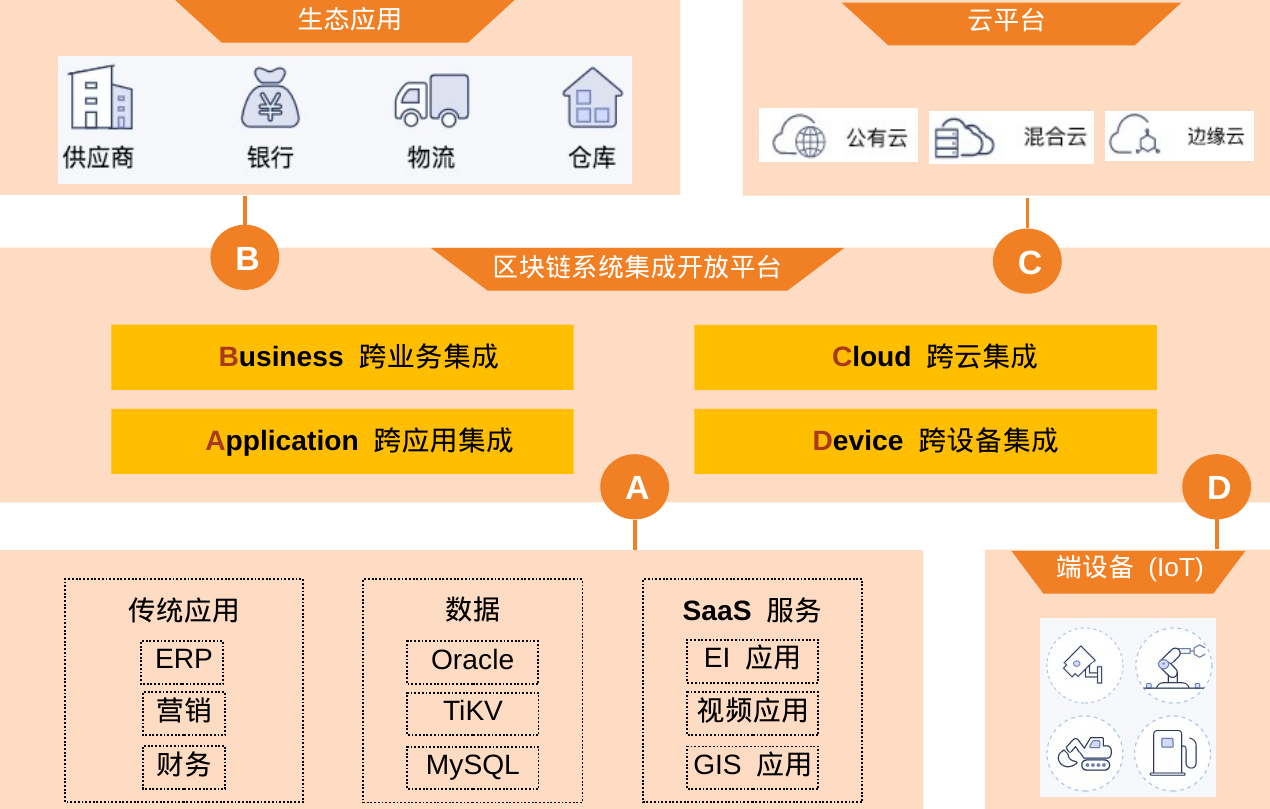 生态应用
云平台
供应商
银行
物流
仓库
公有云
混合云
边缘云
B
C
区块链系统集成开放平台
Business 跨业务集成
Cloud 跨云集成
Application 跨应用集成
Device 跨设备集成
A
D
端设备 (IoT)
传统应用
ERP
营销
财务
数据
Oracle
TiKV
MySQL
SaaS 服务
EI 应用
视频应用
GIS 应用